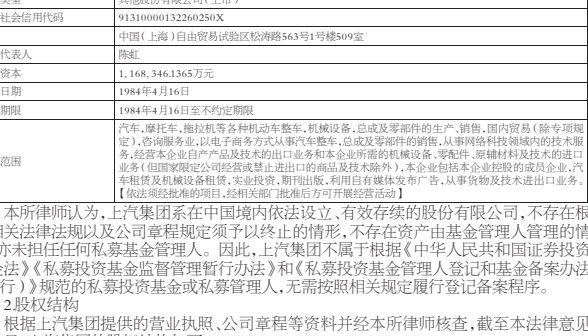 类型 其他股份有限公司(上市)
社会信用代码 91310000132260250X
中国(上海)自由贸易试验区松涛路563号1号楼509室
代表人 陈虹
资本 1,168,346.1365万元
日期 1984年4月16日
期限 1984年4月16日至不约定期限
汽车,摩托车,拖拉机等各种机动车整车,机械设备,总成及零部件的生产、销售,国内贸易(除专项规
定),咨询服务业,以电子商务方式从事汽车整车,总成及零部件的销售,从事网络科技领域内的技术服
务,经营本企业自产产品及技术的出口业务和本企业所需的机械设备、零配件、原辅材料及技术的进口
范围 业务(但国家限定公司经营或禁止进出口的商品及技术除外),本企业包括本企业控股的成员企业,汽
车租赁及机械设备租赁,实业投资,期刊出版,利用自有媒体发布广告,从事货物及技术进出口业务。
【依法须经批准的项目,经相关部门批准后方可开展经营活动】
本所律师认为,上汽集团系在中国境内依法设立、有效存续的股份有限公司,不存在根
相关法律法规以及公司章程规定须予以终止的情形,不存在资产由基金管理人管理的情
亦未担任任何私募基金管理人。因此,上汽集团不属于根据《中华人民共和国证券投资
金法》《私募投资基金监督管理暂行办法》和《私募投资基金管理人登记和基金备案办法
行)》规范的私募投资基金或私募管理人,无需按照相关规定履行登记备案程序。
2.股权结构
根据上汽集团提供的营业执照、公司章程等资料并经本所律师核查,截至本法律意见